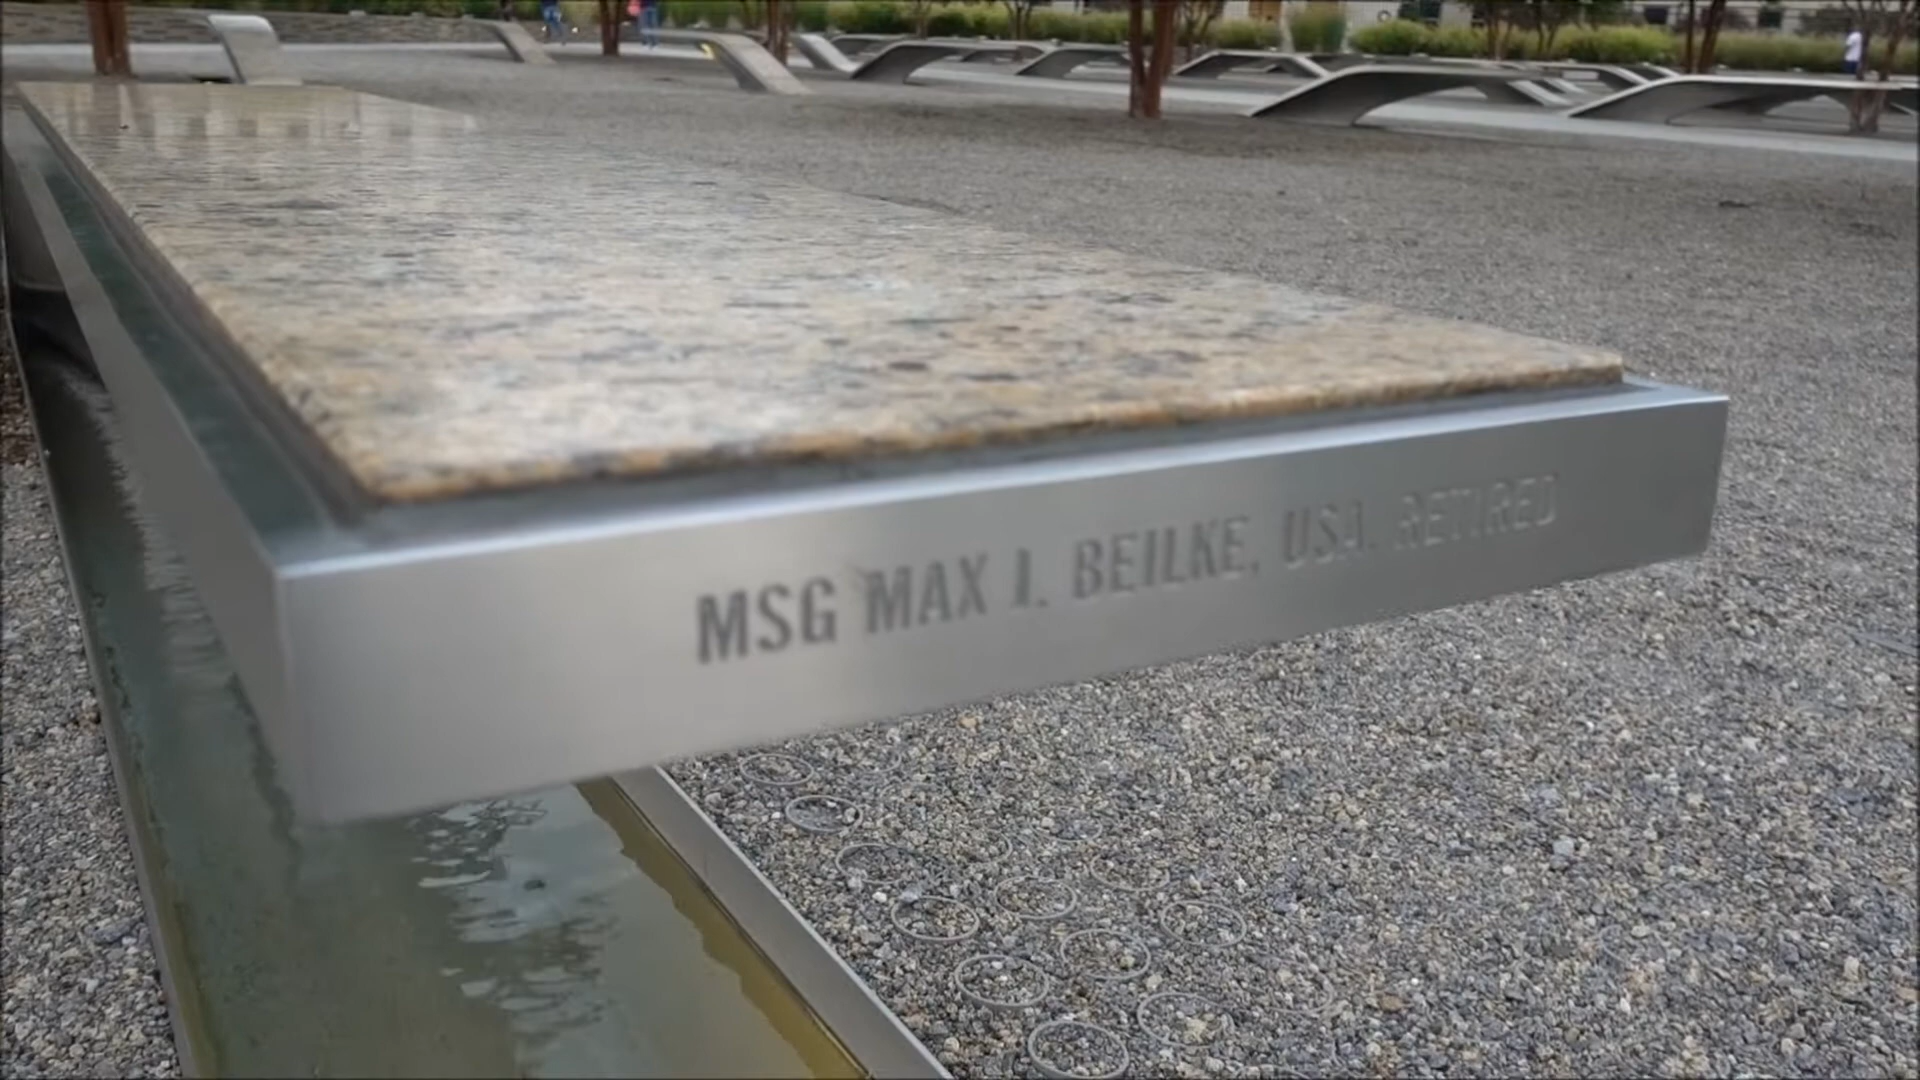 MSG MAX J. BEILKE, USA, RETIRED